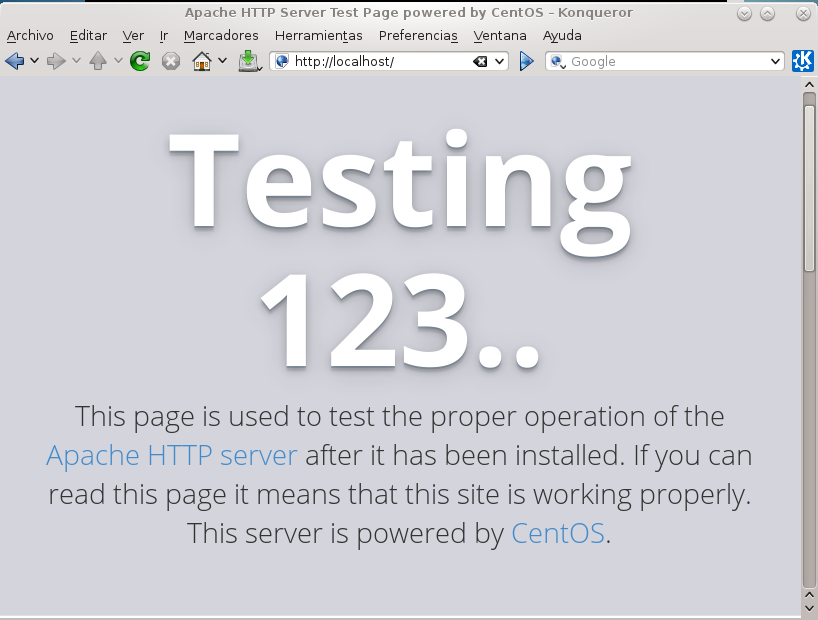 Apache HTTP Server Test Page powered by CentOS – Konqueror
Archivo Editar Ver Ir Marcadores Herramientas Preferencias Ventana Ayuda
http://localhost/ Google
Testing
123..
This page is used to test the proper operation of the
Apache HTTP server after it has been installed. If you can
read this page it means that this site is working properly.
This server is powered by CentOS.